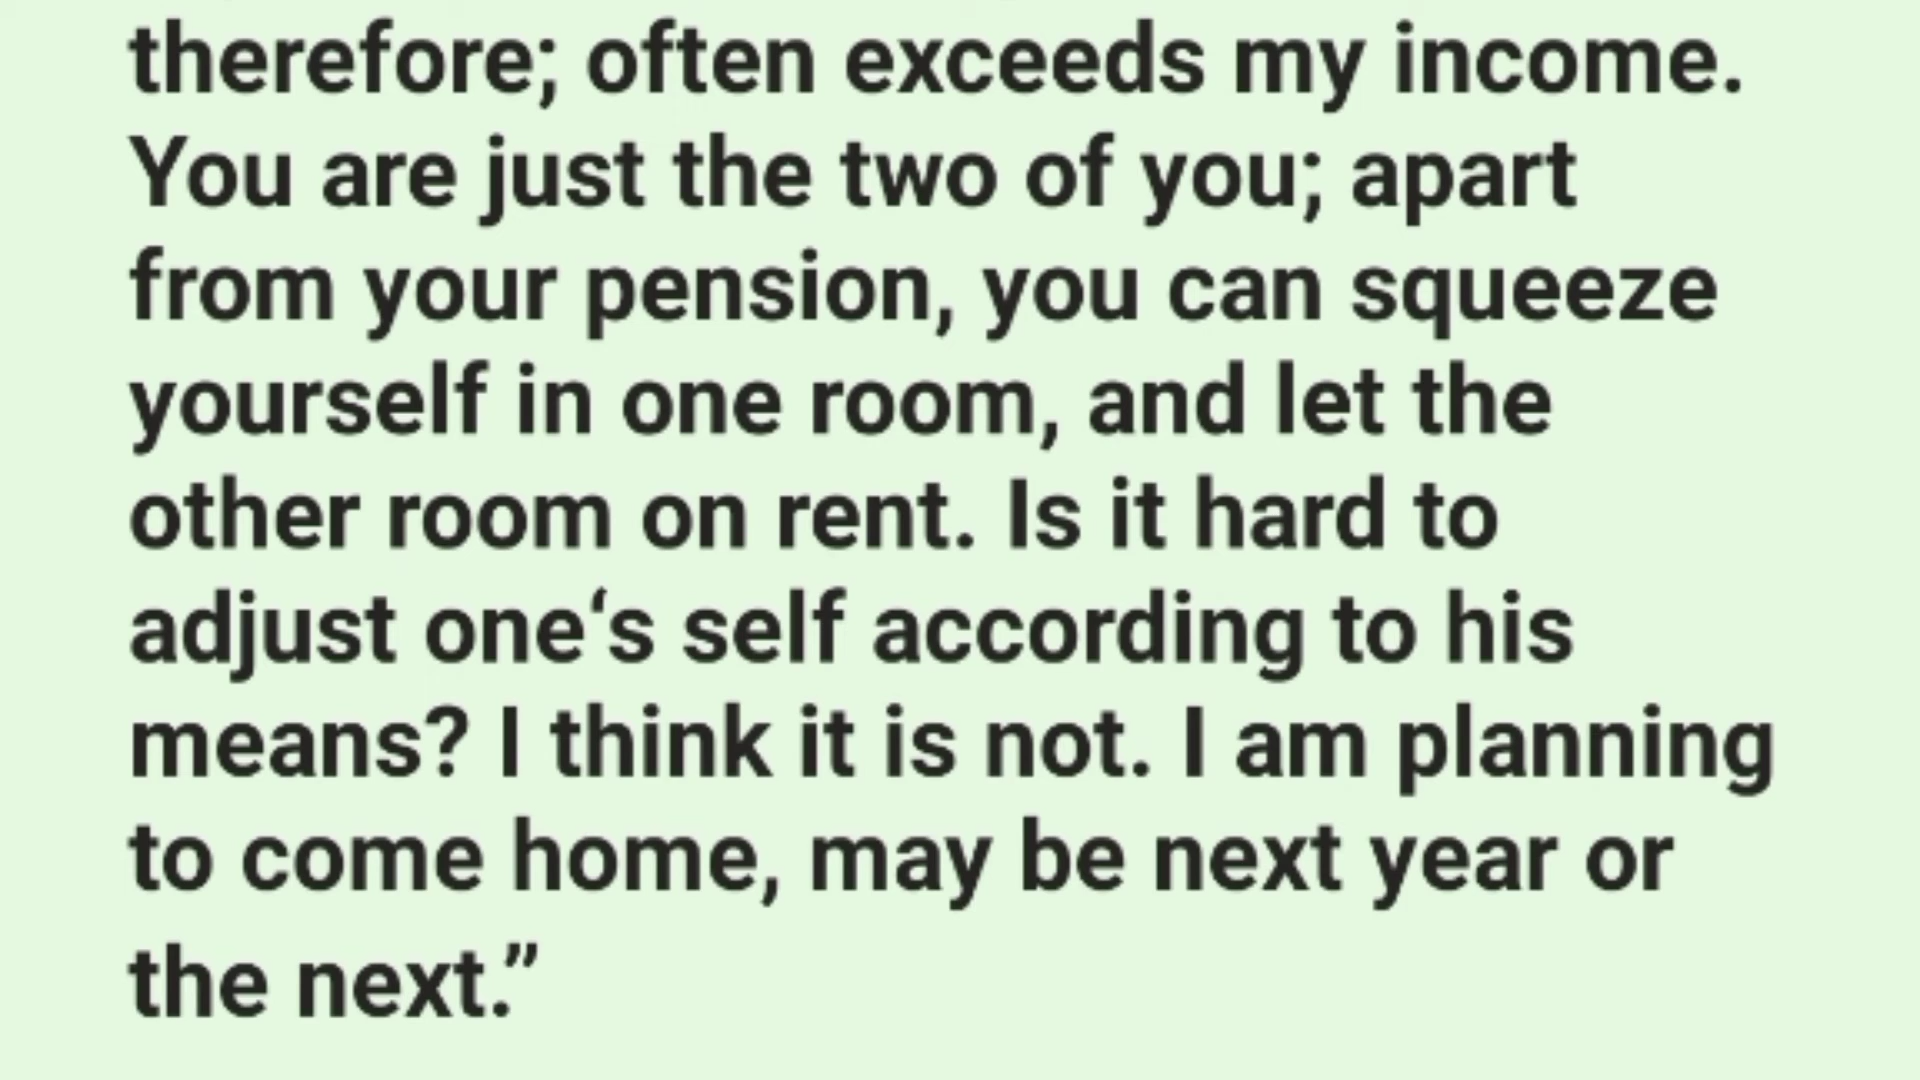 therefore; often exceeds my income.
You are just the two of you; apart
from your pension, you can squeeze
yourself in one room, and let the
other room on rent. Is it hard to
adjust one‘s self according to his
means? I think it is not. I am planning
to come home, may be next year or
the next.”